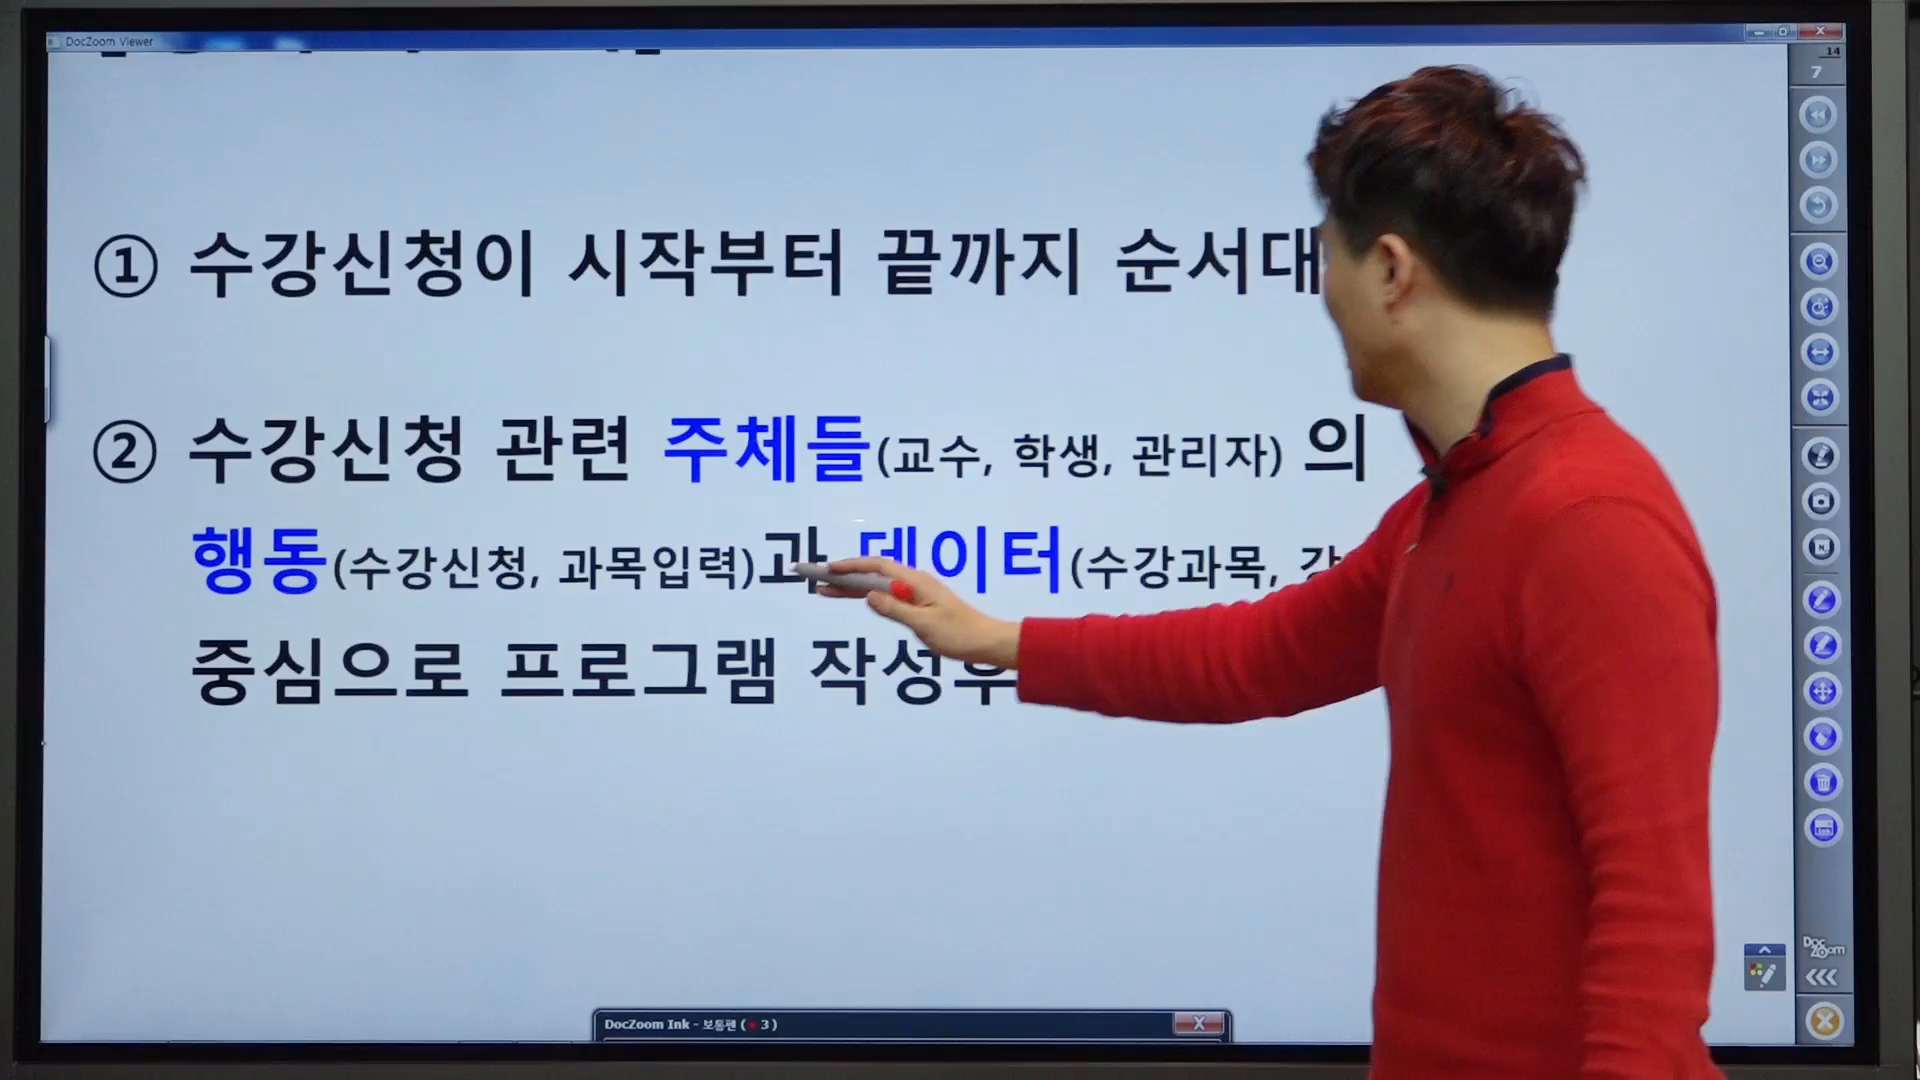 DocZoom Viewer
14
7
① 수강신청이 시작부터 끝까지 순서대
② 수강신청 관련 주체들(교수, 학생, 관리자) 의
행동(수강신청, 과목입력)과 데이터(수강과목,
중심으로 프로그램 작성후
DocZoom
DocZoom Ink - 보통펜 ( 3 )